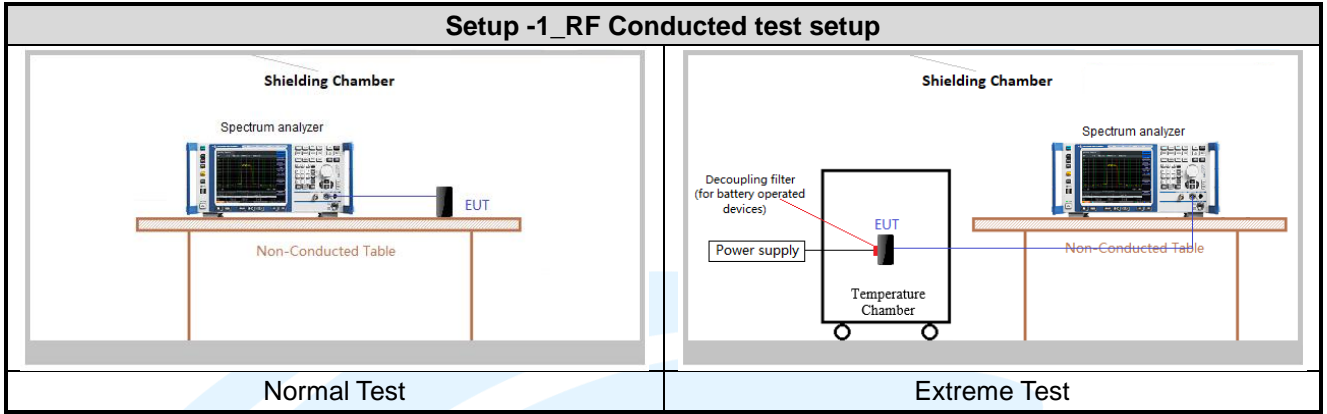 Setup -1_RF Conducted test setup
Shielding Chamber
Spectrum analyzer
EUT
Non-Conducted Table
Normal Test
Shielding Chamber
Spectrum analyzer
Decoupling filter
(for battery operated
devices)
EUT
Power supply
Non-Conducted Table
Temperature
Chamber
Extreme Test